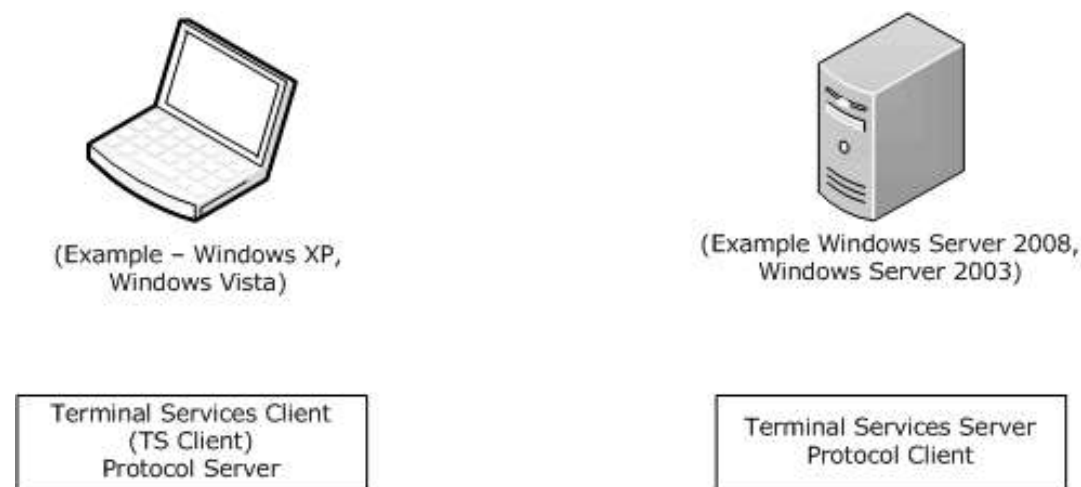 (Example – Windows XP,
Windows Vista)
(Example Windows Server 2008,
Windows Server 2003)
Terminal Services Client
(TS Client)
Protocol Server
Terminal Services Server
Protocol Client